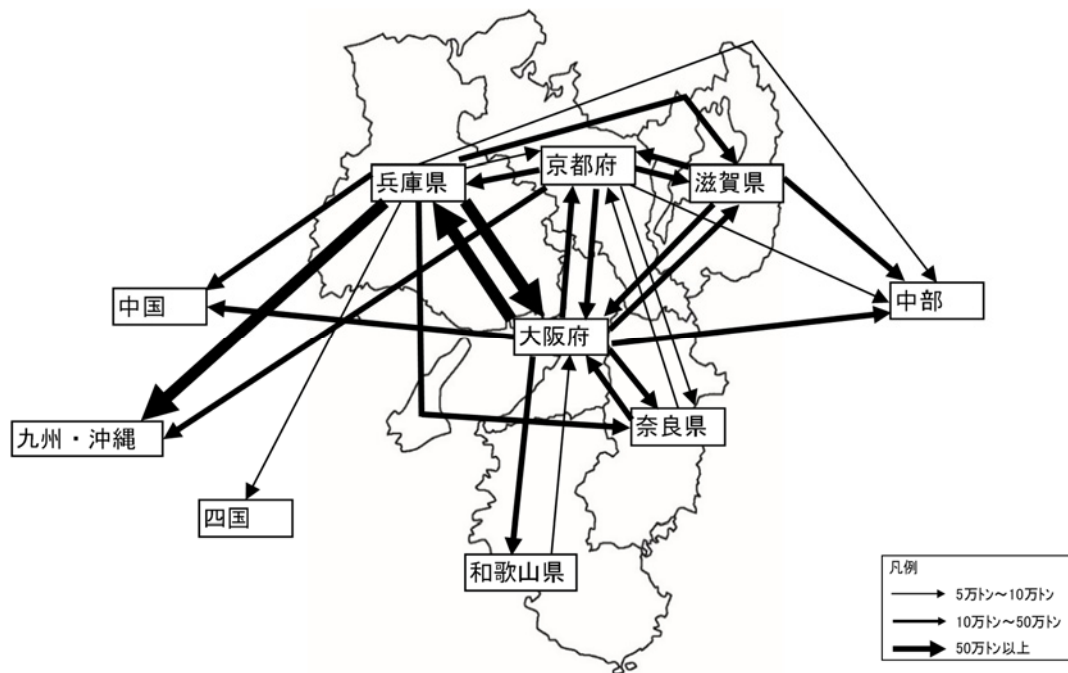 京都府
兵庫県
滋賀県
中国
中部
大阪府
九州・沖縄
奈良県
四国
和歌山県
凡例
5万トン～10万トン
10万トン～50万トン
50万トン以上